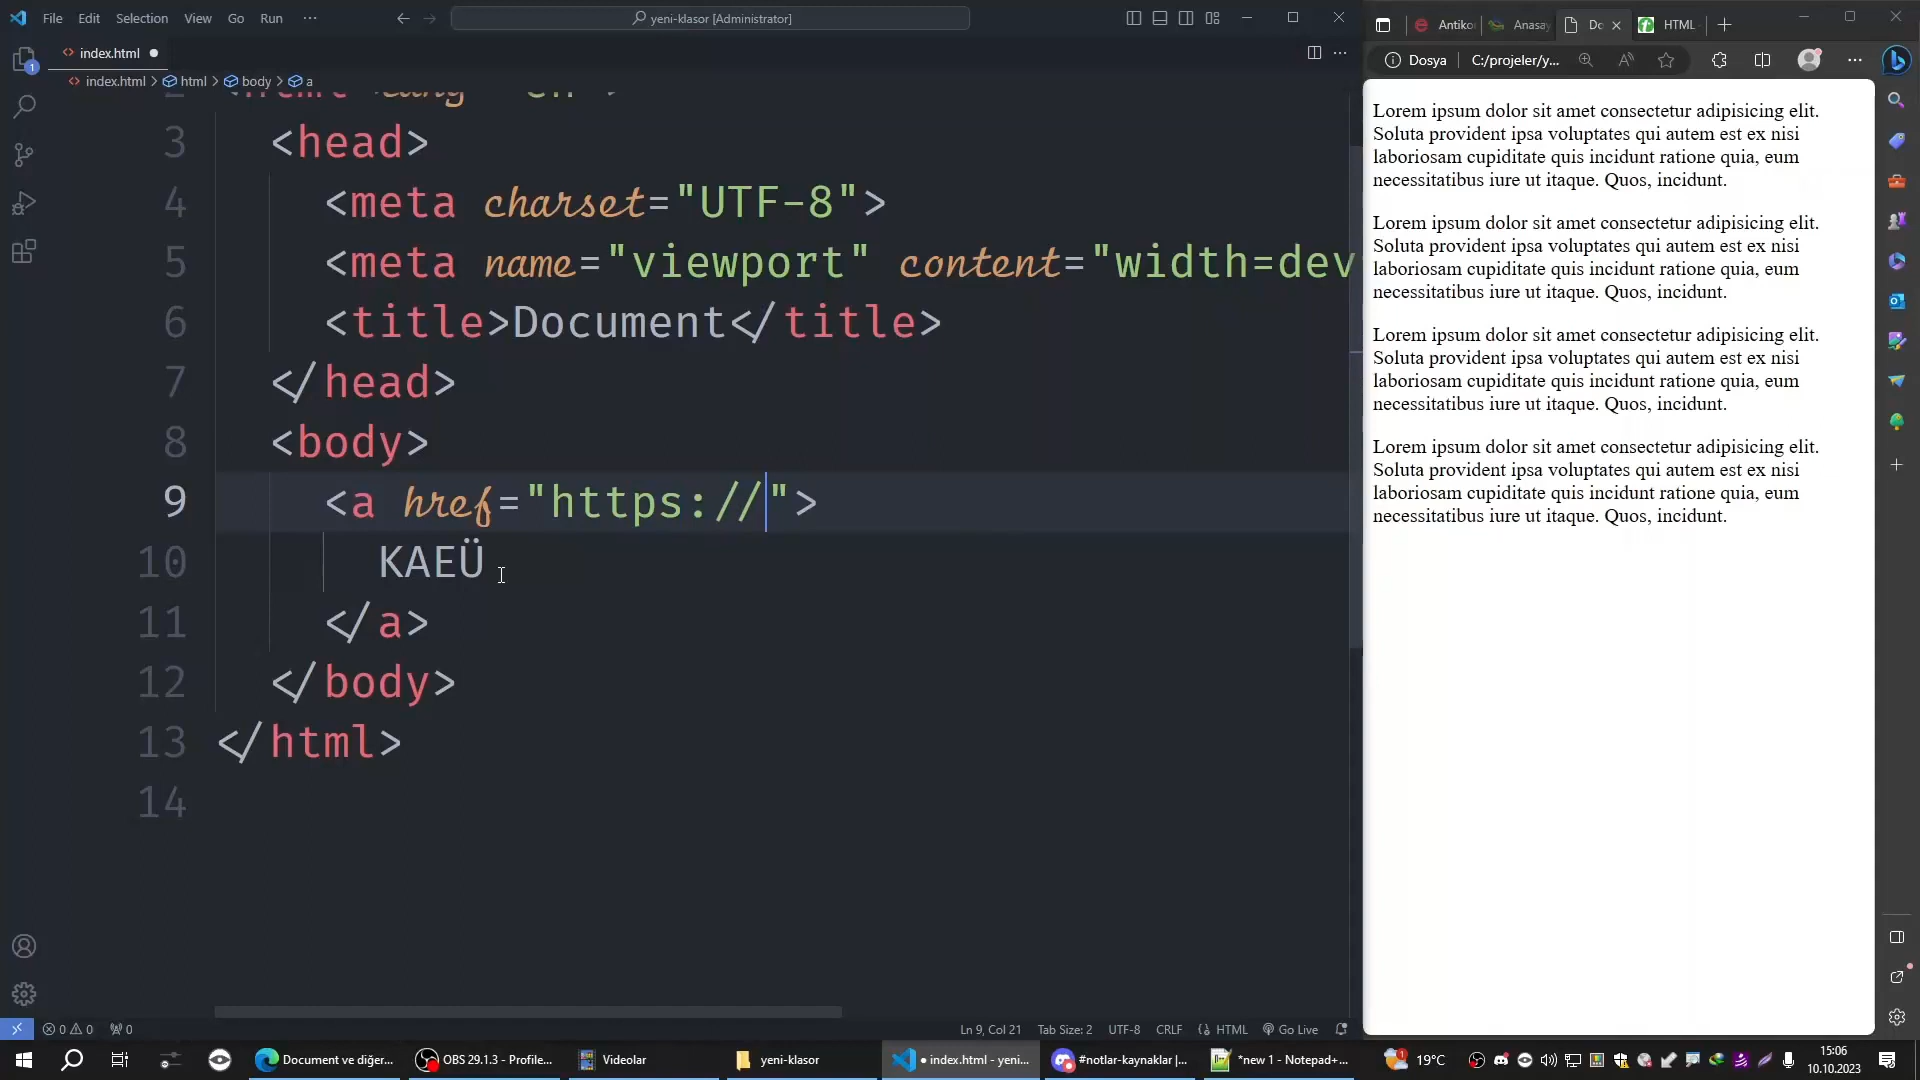 File Edit Selection View Go Run ···
yeni-klasor [Administrator]
index.html
index.html > html > body > a
3 <head>
4 <meta charset="UTF-8">
5 <meta name="viewport" content="width=dev
6 <title>Document</title>
7 </head>
8 <body>
9 <a href="https://">
10 KAEÜ
11 </a>
12 </body>
13 </html>
14
0 0 0
Ln 9, Col 21 Tab Size: 2 UTF-8 CRLF HTML Go Live
Antiko Anasay Do HTML
Dosya C:/projeler/y...
Lorem ipsum dolor sit amet consectetur adipisicing elit.
Soluta provident ipsa voluptates qui autem est ex nisi
laboriosam cupiditate quis incidunt ratione quia, eum
necessitatibus iure ut itaque. Quos, incidunt.
Lorem ipsum dolor sit amet consectetur adipisicing elit.
Soluta provident ipsa voluptates qui autem est ex nisi
laboriosam cupiditate quis incidunt ratione quia, eum
necessitatibus iure ut itaque. Quos, incidunt.
Lorem ipsum dolor sit amet consectetur adipisicing elit.
Soluta provident ipsa voluptates qui autem est ex nisi
laboriosam cupiditate quis incidunt ratione quia, eum
necessitatibus iure ut itaque. Quos, incidunt.
Lorem ipsum dolor sit amet consectetur adipisicing elit.
Soluta provident ipsa voluptates qui autem est ex nisi
laboriosam cupiditate quis incidunt ratione quia, eum
necessitatibus iure ut itaque. Quos, incidunt.
Document ve diğer... OBS 29.1.3 - Profile... Videolar yeni-klasor ● index.html - yeni... #notlar-kaynaklar |... *new 1 - Notepad+... 19°C
15:06
10.10.2023